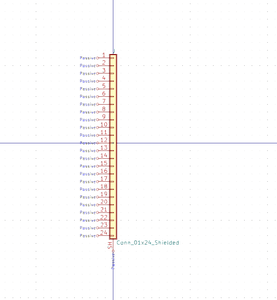 Passive 1
Passive 2
Passive 3
Passive 4
Passive 5
Passive 6
Passive 7
Passive 8
Passive 9
Passive 10
Passive 11
Passive 12
Passive 13
Passive 14
Passive 15
Passive 16
Passive 17
Passive 18
Passive 19
Passive 20
Passive 21
Passive 22
Passive 23
Passive 24
SH
Conn_01x24_Shielded
Passive